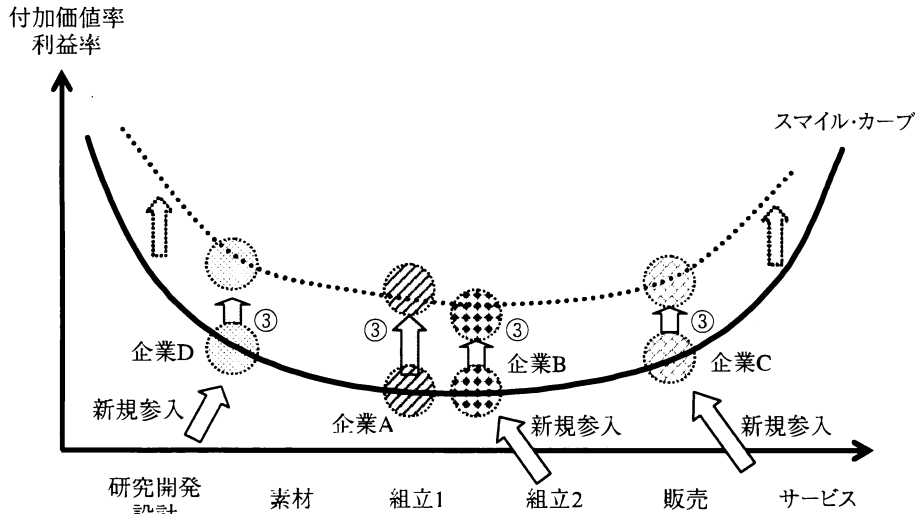 付加価値率
利益率
スマイル・カーブ
③
③
③
③
企業D
企業B
企業C
新規参入
企業A
新規参入
新規参入
研究開発
設計
素材
組立1
組立2
販売
サービス